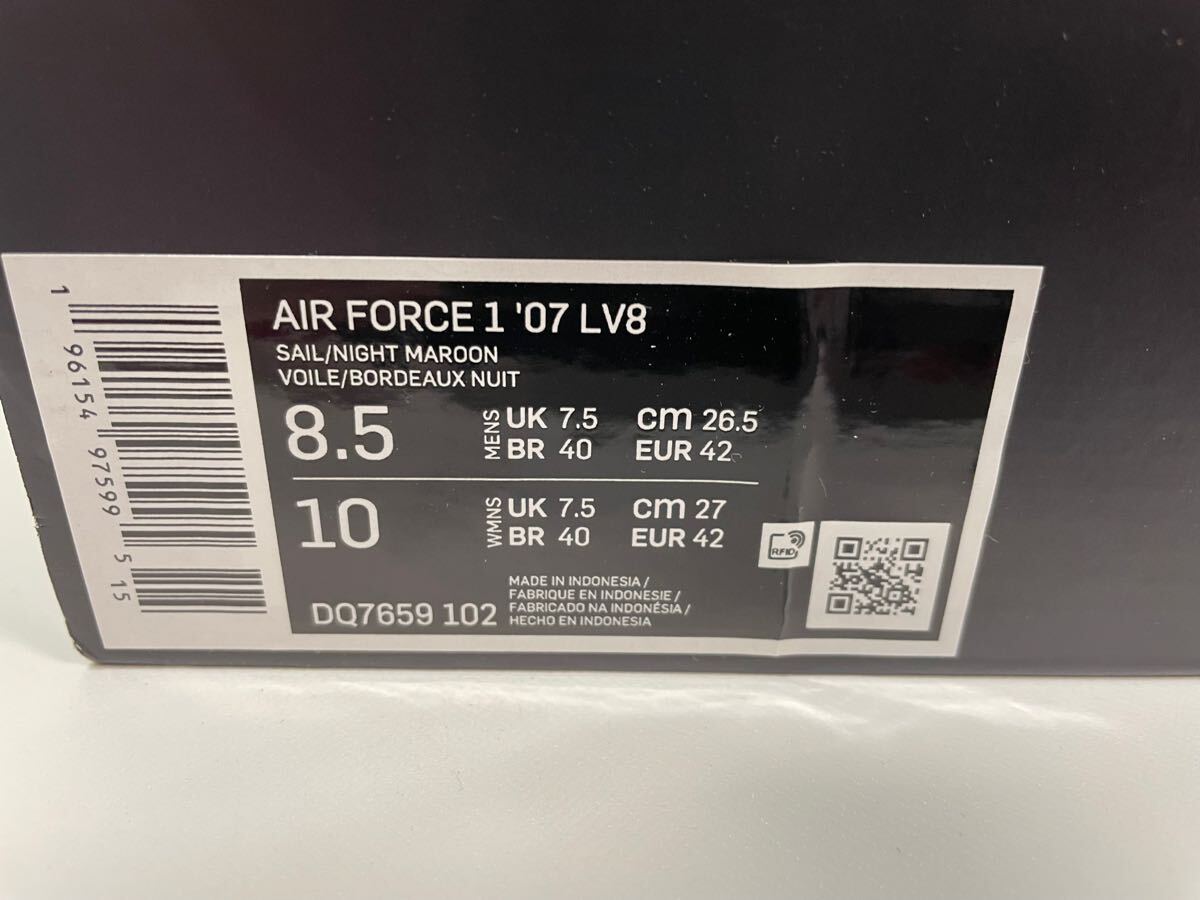 AIR FORCE 1 '07 LV8
SAIL/NIGHT MAROON
VOILE/BORDEAUX NUIT
8.5 MENS UK 7.5 cm 26.5
BR 40 EUR 42
10 WMNS UK 7.5 cm 27
BR 40 EUR 42
RFID
DQ7659 102
MADE IN INDONESIA /
FABRIQUE EN INDONESIE /
FABRICADO NA INDONÉSIA /
HECHO EN INDONESIA
1 96154 97599 5 15